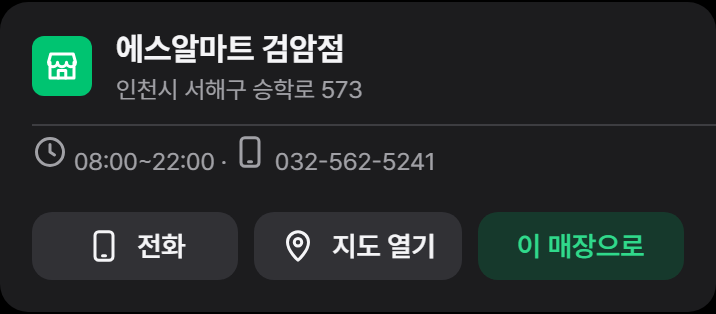 에스알마트 검암점
인천시 서해구 승학로 573
08:00~22:00 · 032-562-5241
전화 지도 열기 이 매장으로